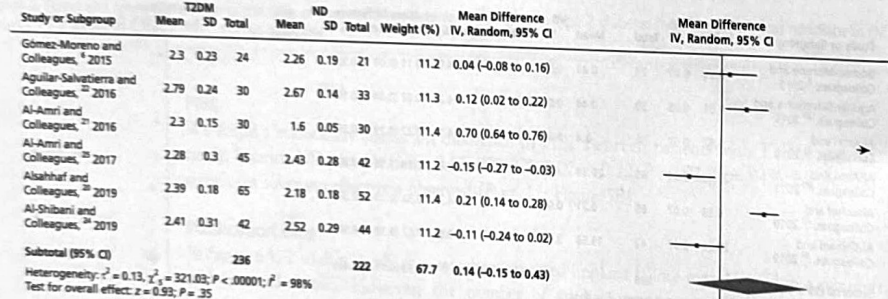 T2DM ND Mean Difference Mean Difference
Study or Subgroup Mean SD Total Mean SD Total Weight (%) IV, Random, 95% CI IV, Random, 95% CI
Gómez-Moreno and
Colleagues, 6 2015 2.3 0.23 24 2.26 0.19 21 11.2 0.04 (−0.08 to 0.16)
Aguilar-Salvatierra and
Colleagues, 22 2016 2.79 0.24 30 2.67 0.14 33 11.3 0.12 (0.02 to 0.22)
Al-Amri and
Colleagues, 21 2016 2.3 0.15 30 1.6 0.05 30 11.4 0.70 (0.64 to 0.76)
Al-Amri and
Colleagues, 25 2017 2.28 0.3 45 2.43 0.28 42 11.2 −0.15 (−0.27 to −0.03)
Alsahhaf and
Colleagues, 20 2019 2.39 0.18 65 2.18 0.18 52 11.4 0.21 (0.14 to 0.28)
Al-Shibani and
Colleagues, 24 2019 2.41 0.31 42 2.52 0.29 44 11.2 −0.11 (−0.24 to 0.02)
Subtotal (95% CI) 236 222 67.7 0.14 (−0.15 to 0.43)
Heterogeneity: τ² = 0.13, χ²₅ = 321.03; P < .00001; I² = 98%
Test for overall effect: z = 0.93; P = .35